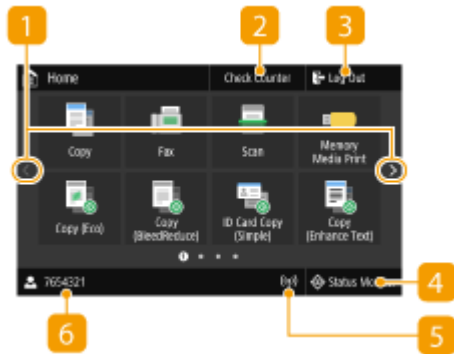 1
2
3
Home
Check Counter
Log Out
Copy
Fax
Scan
Memory
Media Print
Copy (Eco)
Copy
(BleedReduce)
ID Card Copy
(Simple)
Copy
(Enhance Text)
7654321
Status Mo
4
6
5